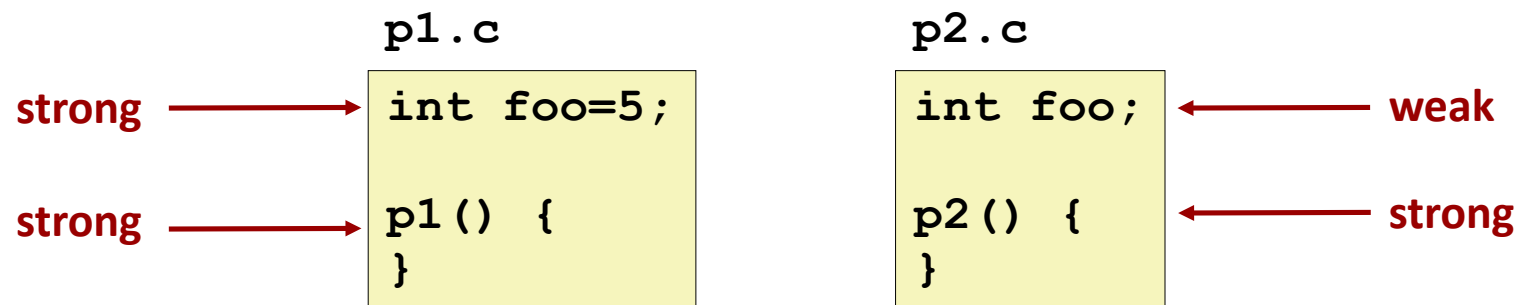 p1.c p2.c
strong int foo=5; int foo; weak
strong p1() { p2() { strong
} }